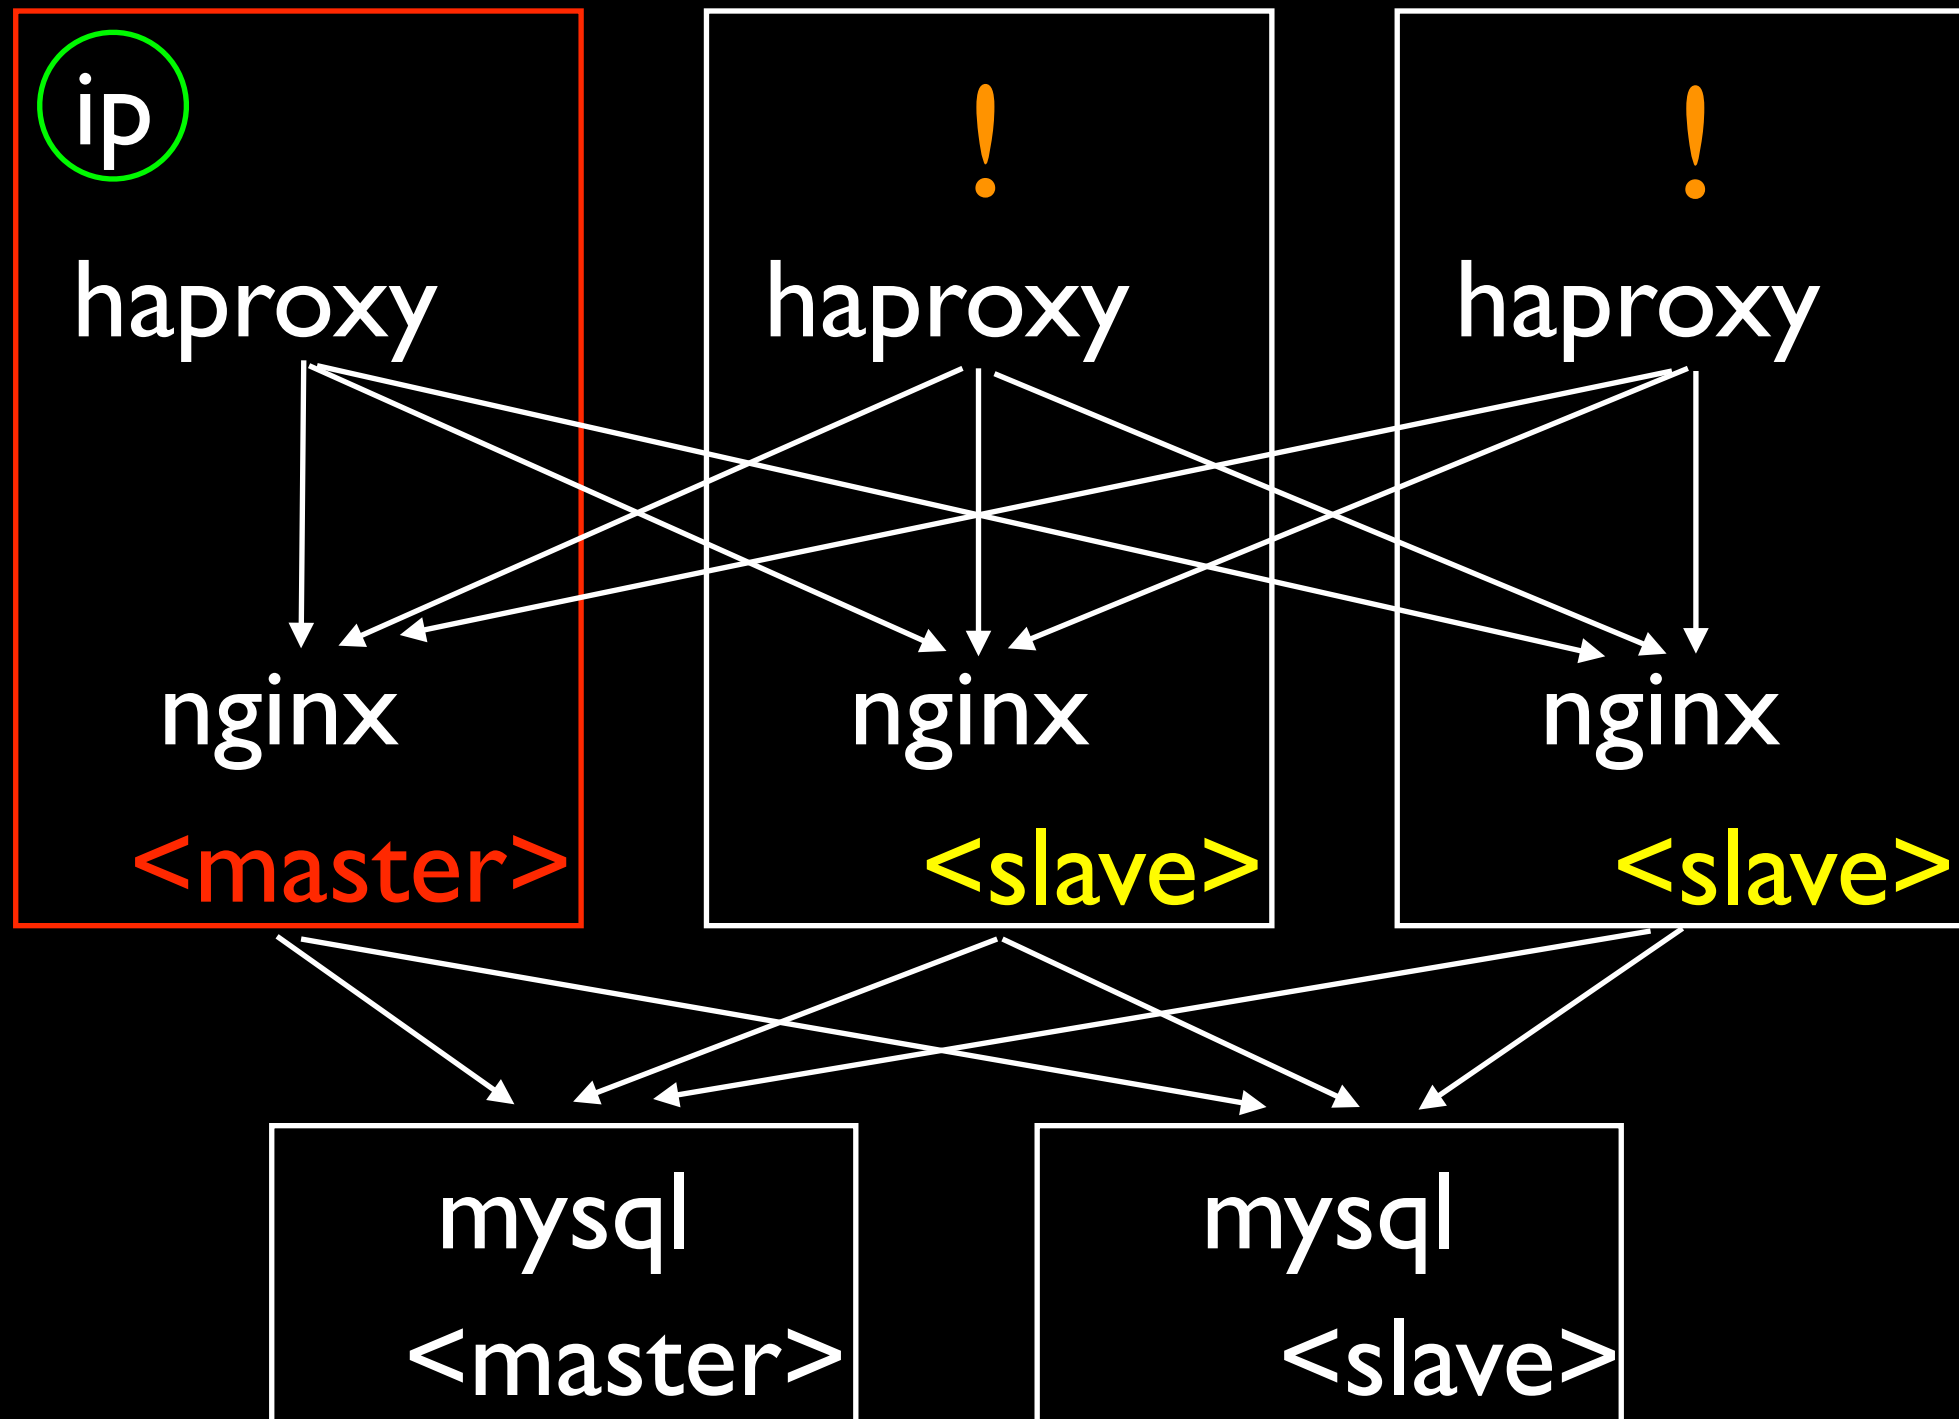 ip
!
!
haproxy
haproxy
haproxy
nginx
nginx
nginx
<master>
<slave>
<slave>
mysql
mysql
<master>
<slave>